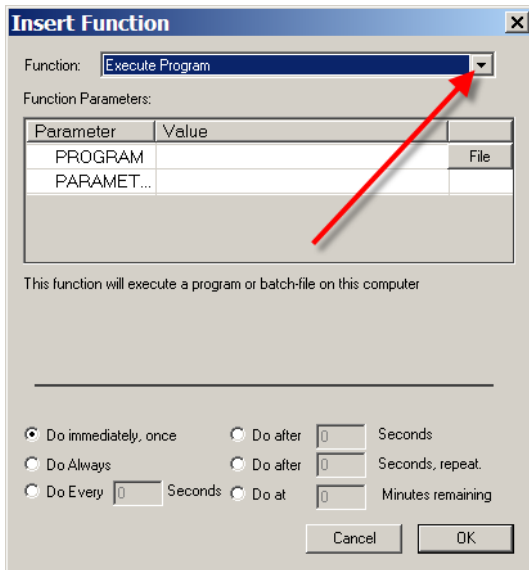 Insert Function
Function: Execute Program
Function Parameters:
Parameter Value
PROGRAM File
PARAMET...
This function will execute a program or batch-file on this computer
Do immediately, once Do after 0 Seconds
Do Always Do after 0 Seconds, repeat.
Do Every 0 Seconds Do at 0 Minutes remaining
Cancel OK